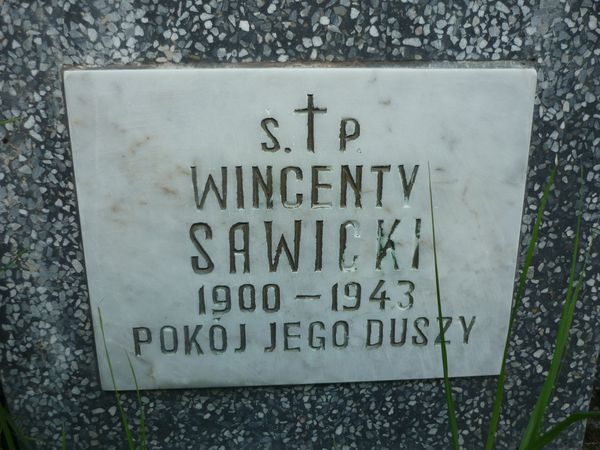 S. P.
WINCENTY
SAWICKI
1900 – 1943
POKÓJ JEGO DUSZY